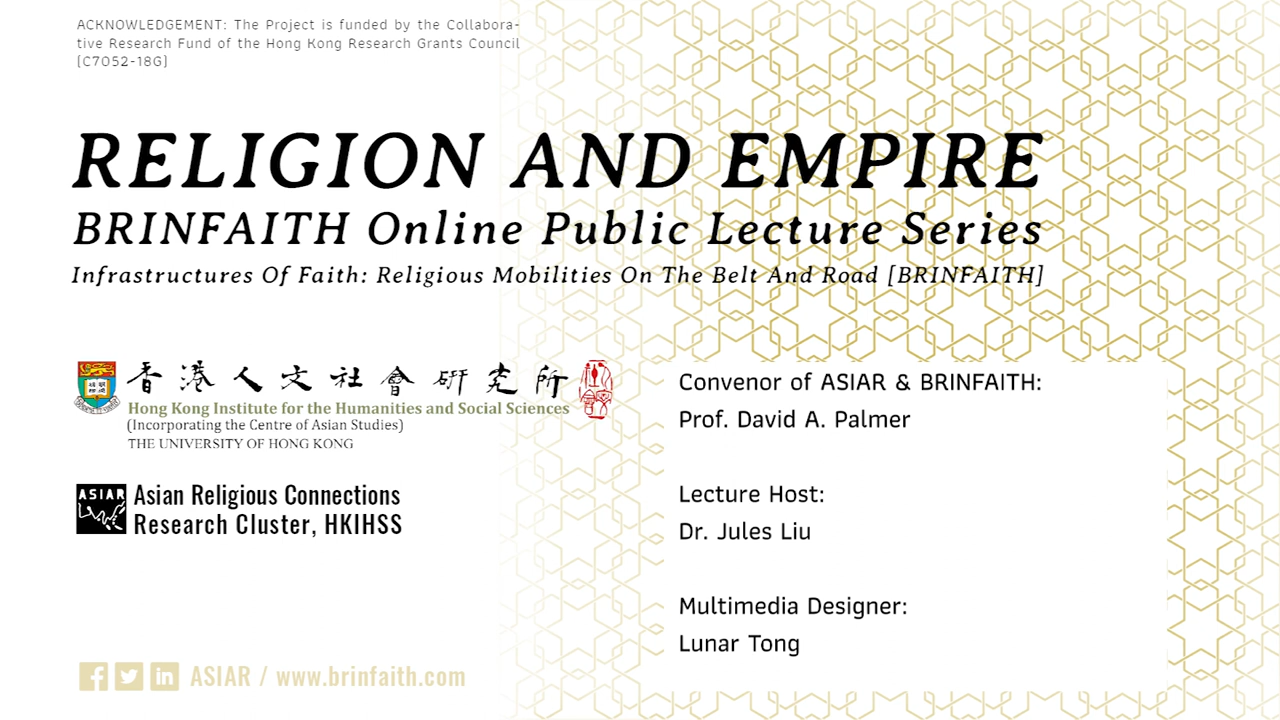 ACKNOWLEDGEMENT: The Project is funded by the Collabora-
tive Research Fund of the Hong Kong Research Grants Council
[C7052-18G]
RELIGION AND EMPIRE
BRINFAITH Online Public Lecture Series
Infrastructures Of Faith: Religious Mobilities On The Belt And Road [BRINFAITH]
香港人文社會研究所
Hong Kong Institute for the Humanities and Social Sciences
(Incorporating the Centre of Asian Studies)
THE UNIVERSITY OF HONG KONG
ASIAR
Asian Religious Connections
Research Cluster, HKIHSS
Convenor of ASIAR & BRINFAITH:
Prof. David A. Palmer
Lecture Host:
Dr. Jules Liu
Multimedia Designer:
Lunar Tong
ASIAR / www.brinfaith.com